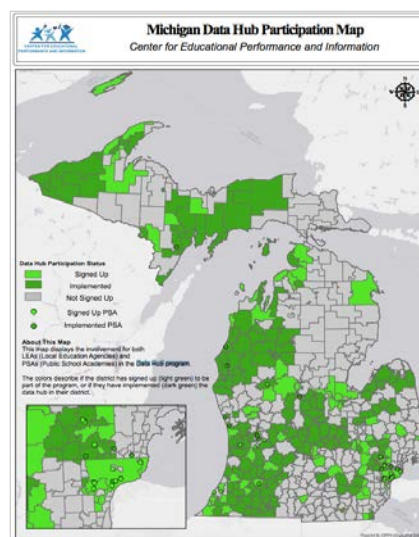 Michigan Data Hub Participation Map
Center for Educational Performance and Information
CENTER FOR EDUCATIONAL
PERFORMANCE AND INFORMATION
Data Hub Participation Status
Signed Up
Implemented
Not Signed Up
Signed Up PSA
Implemented PSA
About This Map
This map displays the involvement for both
LEAs (Local Education Agencies) and
PSAs (Public School Academies) in the Data Hub program.
The colors describe if the district has signed up (light green) to be
part of the program, or if they have implemented (dark green) the
data hub in their district.